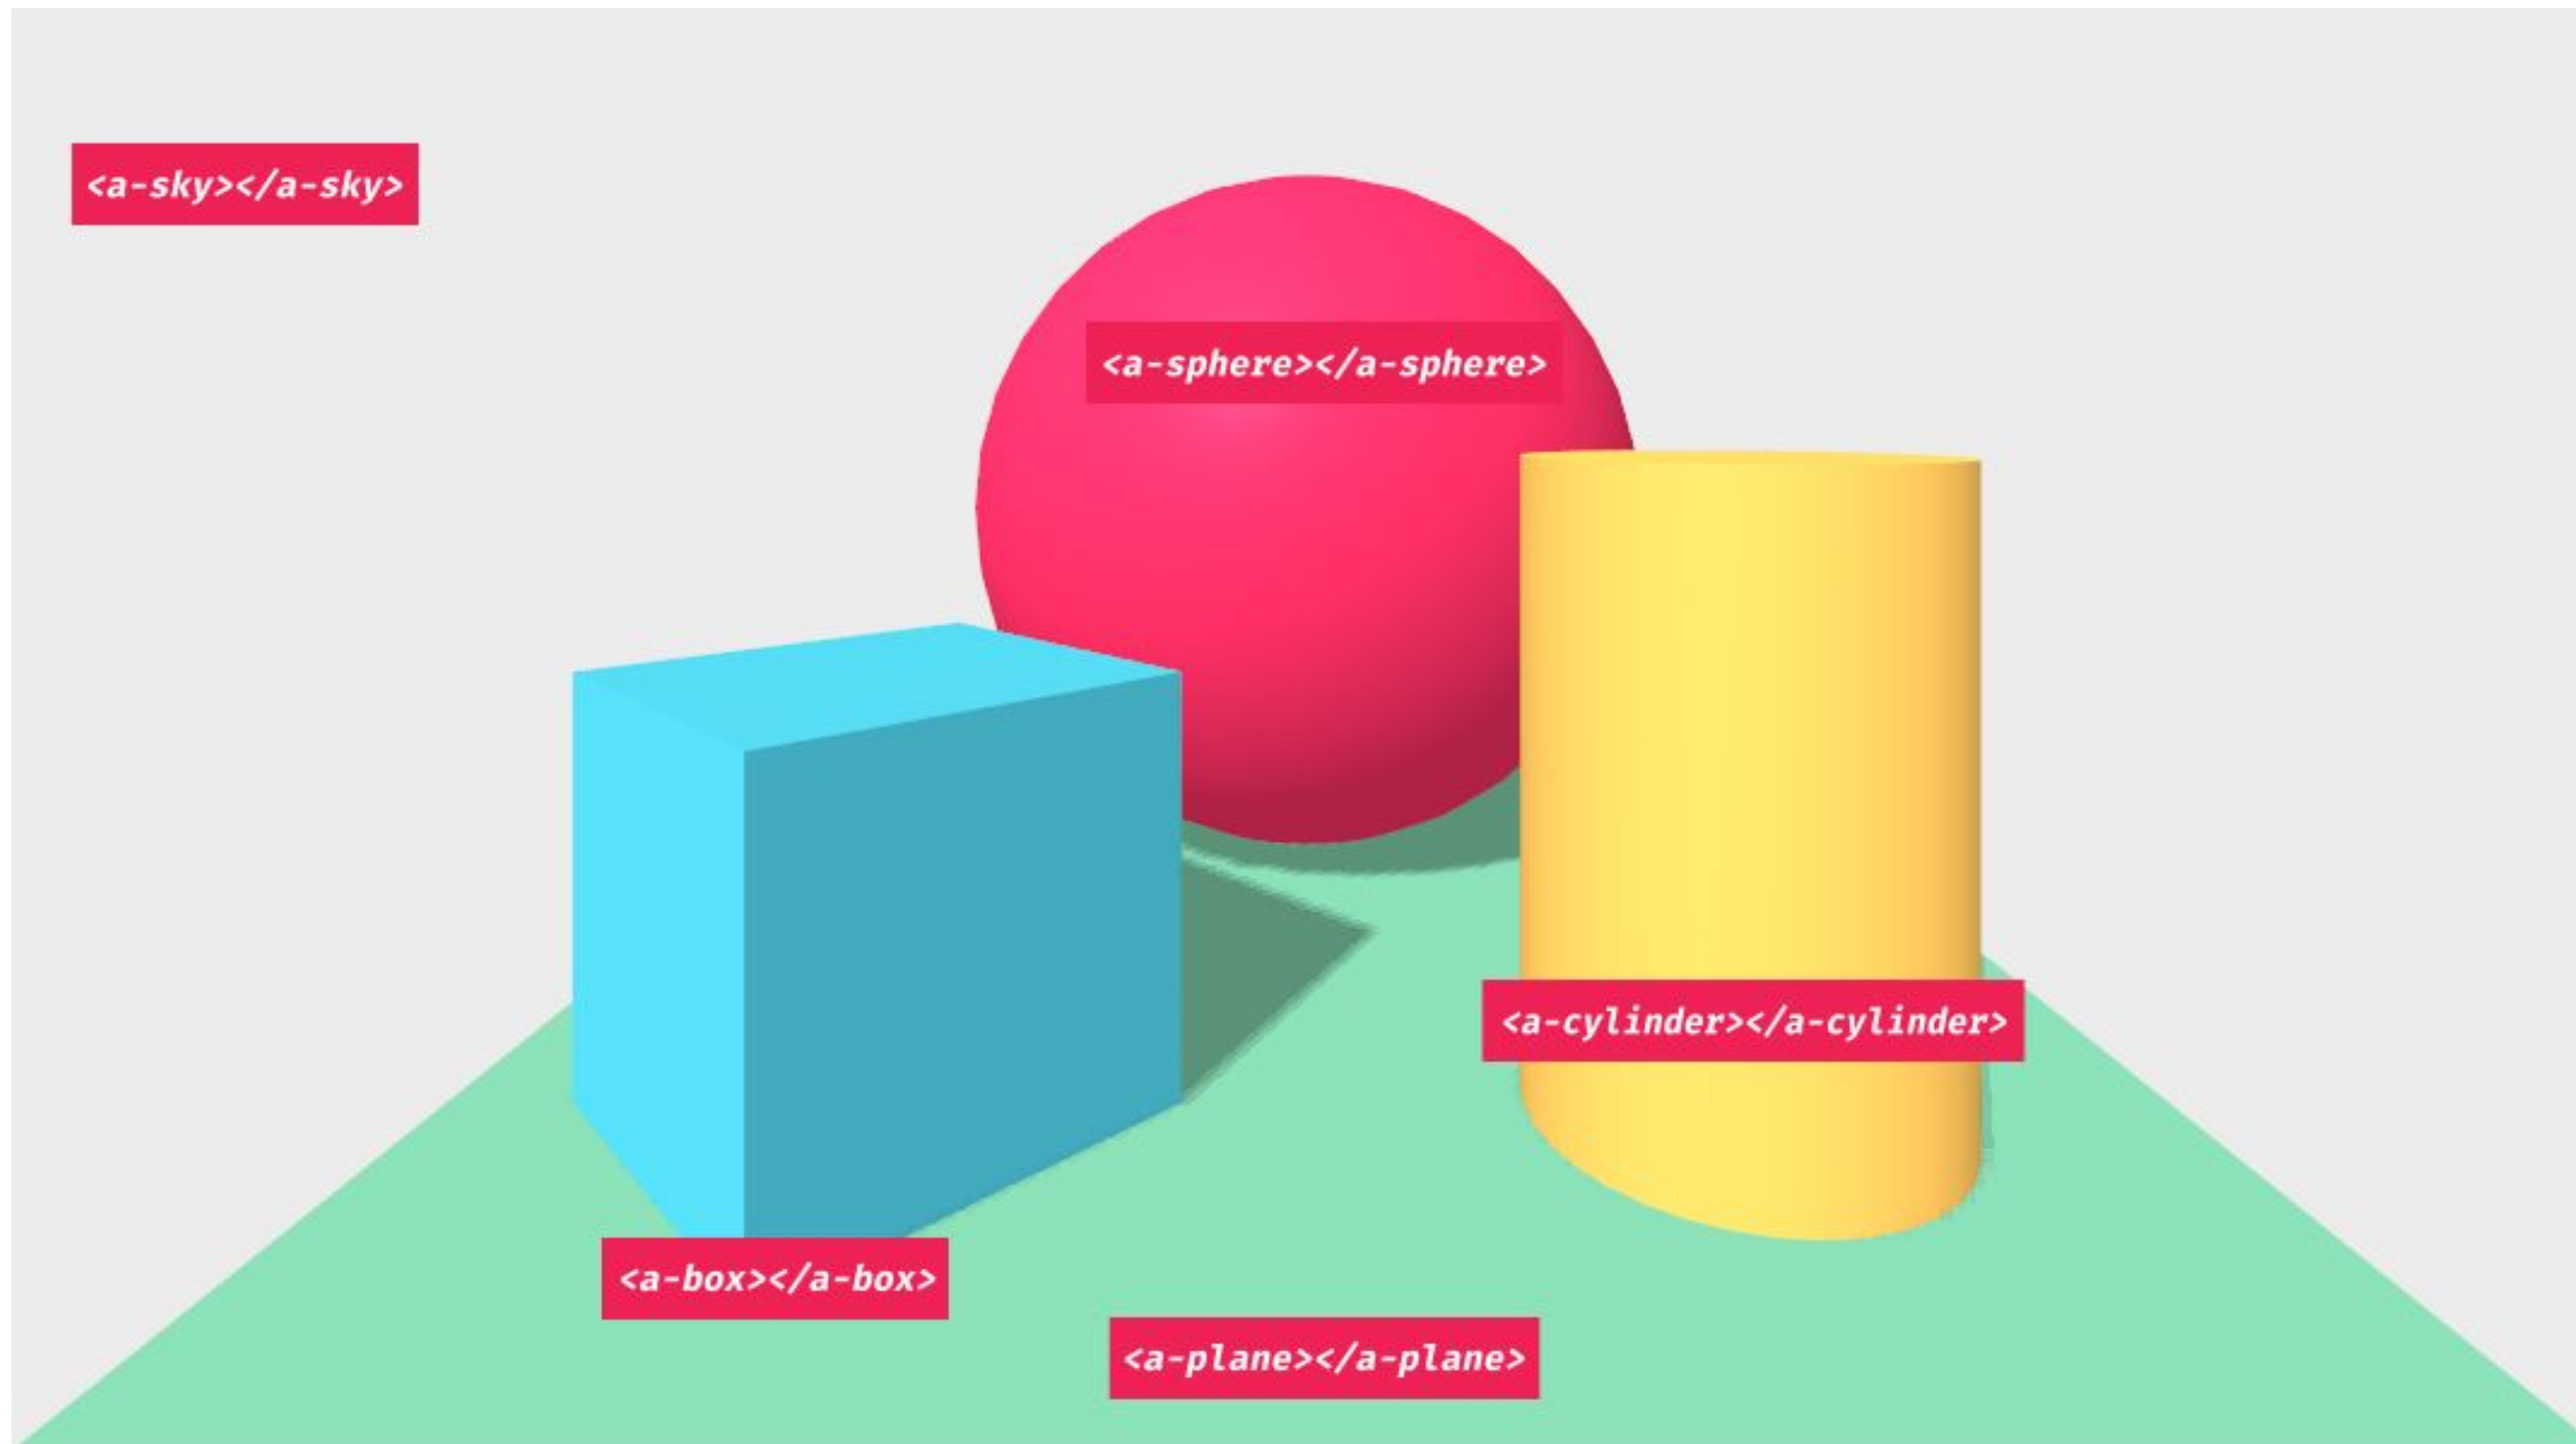 <a-sky></a-sky>
<a-sphere></a-sphere>
<a-cylinder></a-cylinder>
<a-box></a-box>
<a-plane></a-plane>